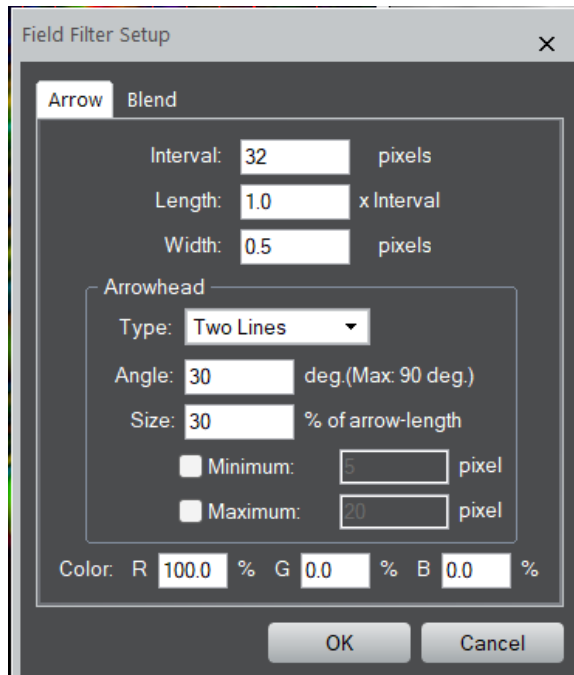 Field Filter Setup
Arrow Blend
Interval: 32 pixels
Length: 1.0 x Interval
Width: 0.5 pixels
Arrowhead
Type: Two Lines
Angle: 30 deg.(Max: 90 deg.)
Size: 30 % of arrow-length
Minimum: 5 pixel
Maximum: 20 pixel
Color: R 100.0 % G 0.0 % B 0.0 %
OK Cancel